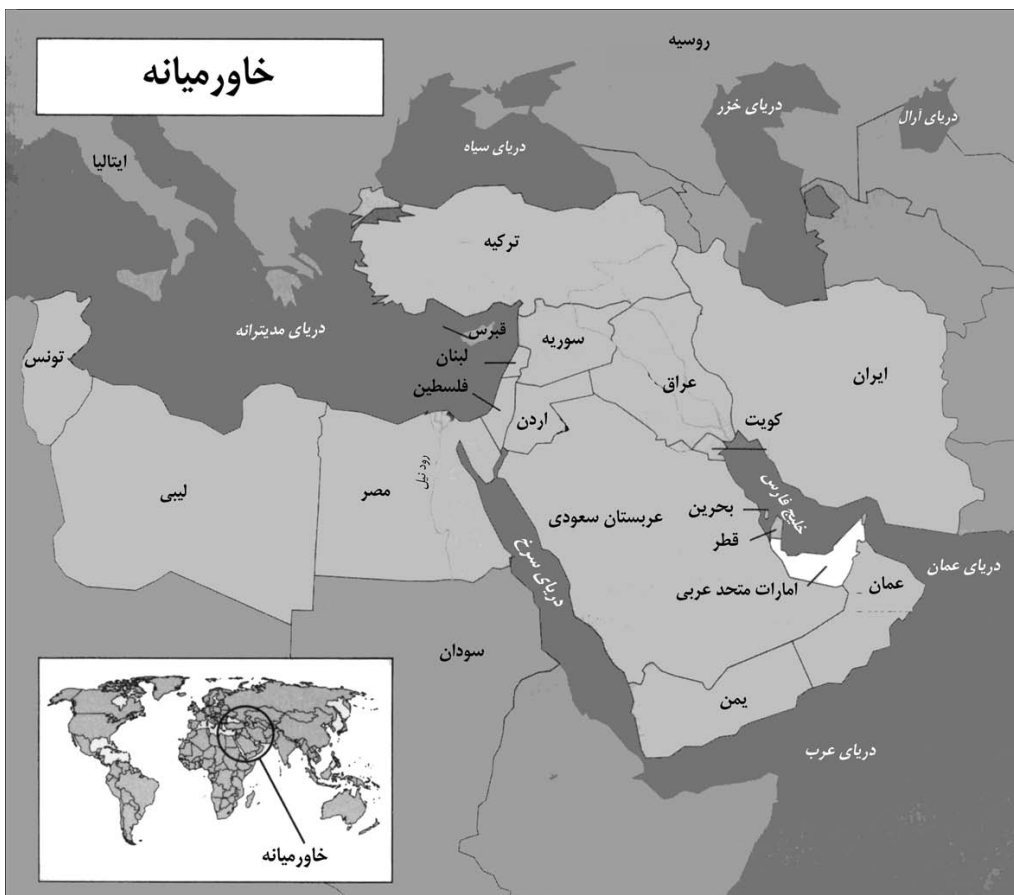 خاورمیانه
روسیه
دریای خزر
دریای آرال
دریای سیاه
ایتالیا
ترکیه
دریای مدیترانه
قبرس
سوریه
تونس
لبنان
عراق
ایران
فلسطین
اردن
کویت
رود نیل
خلیج فارس
لیبی
مصر
عربستان سعودی
بحرین
قطر
دریای سرخ
دریای عمان
امارات متحد عربی
عمان
سودان
یمن
دریای عرب
خاورمیانه